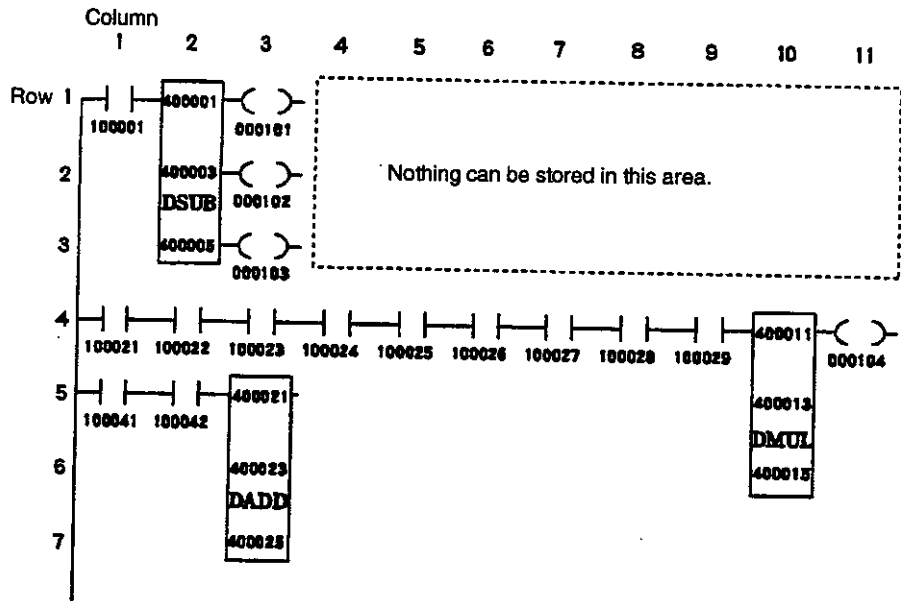 Column
1 2 3 4 5 6 7 8 9 10 11
Row 1 400001
100001 000101
2 400003 Nothing can be stored in this area.
DSUB 000102
3 400005
000103
4 400011
100021 100022 100023 100024 100025 100026 100027 100028 100029 000104
5 400021
100041 100042 400013
DMUL
6 400023 400015
DADD
7 400025